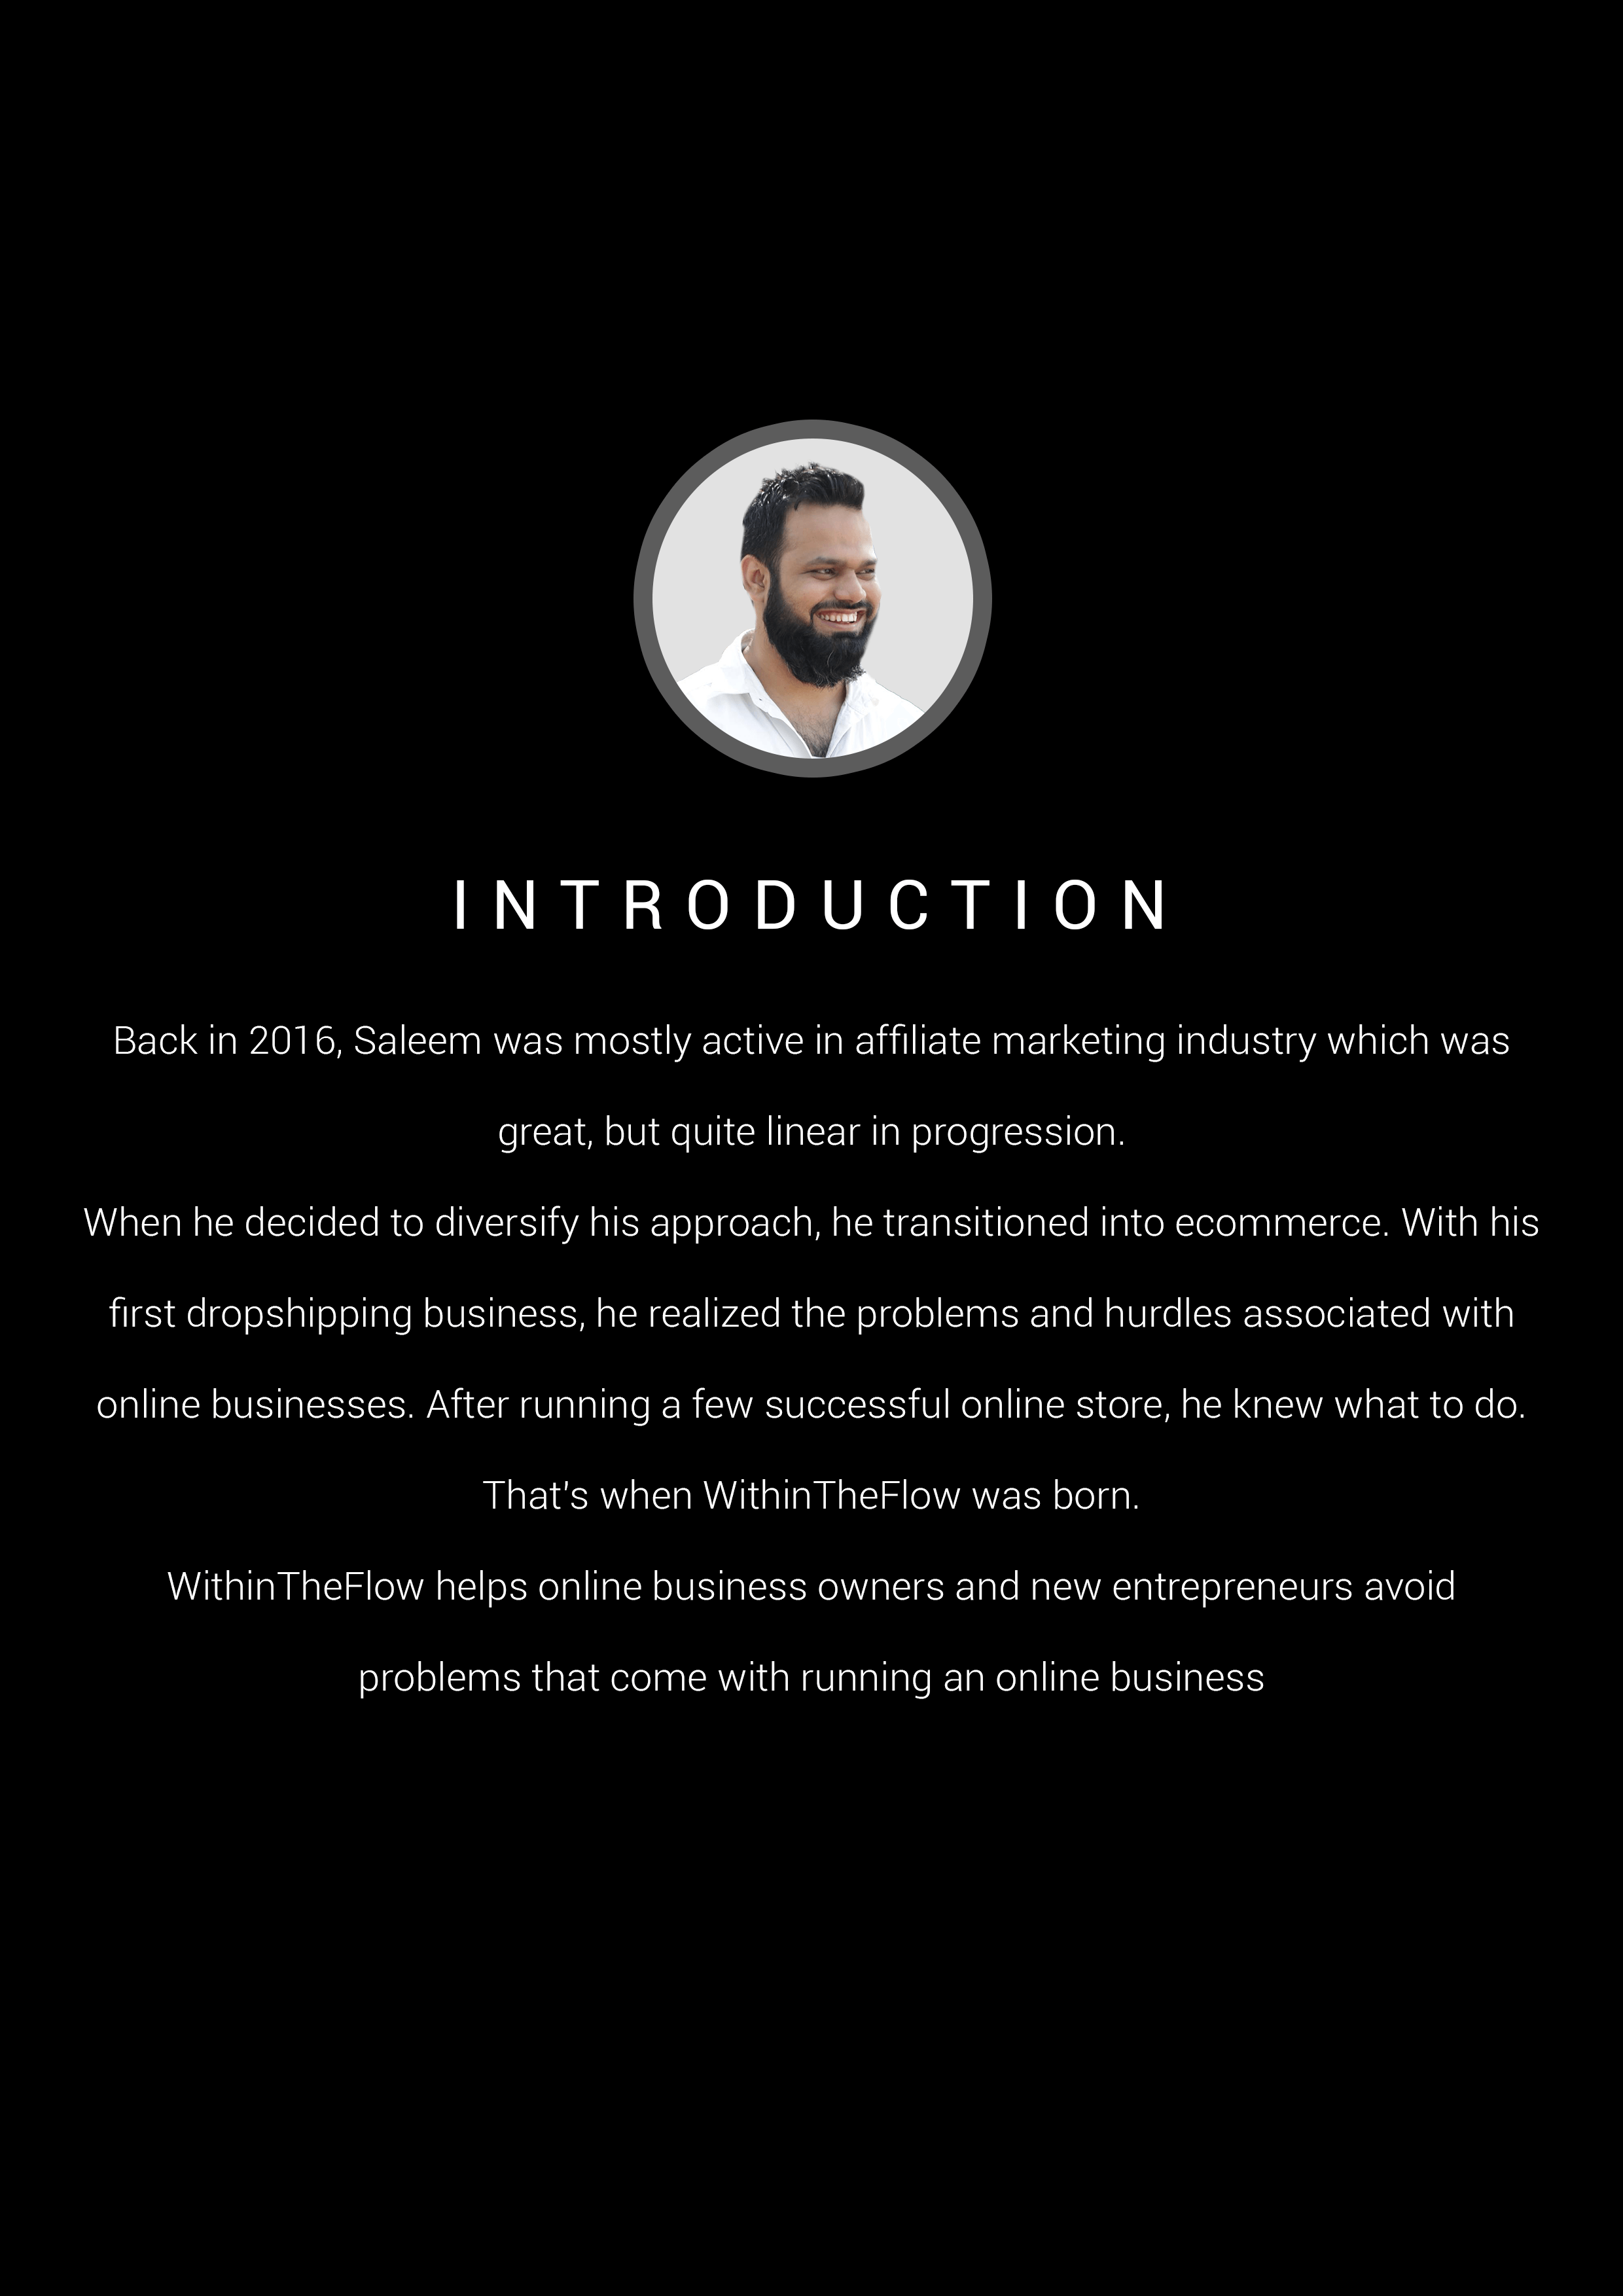 INTRODUCTION
Back in 2016, Saleem was mostly active in affiliate marketing industry which was
great, but quite linear in progression.
When he decided to diversify his approach, he transitioned into ecommerce. With his
first dropshipping business, he realized the problems and hurdles associated with
online businesses. After running a few successful online store, he knew what to do.
That's when WithinTheFlow was born.
WithinTheFlow helps online business owners and new entrepreneurs avoid
problems that come with running an online business